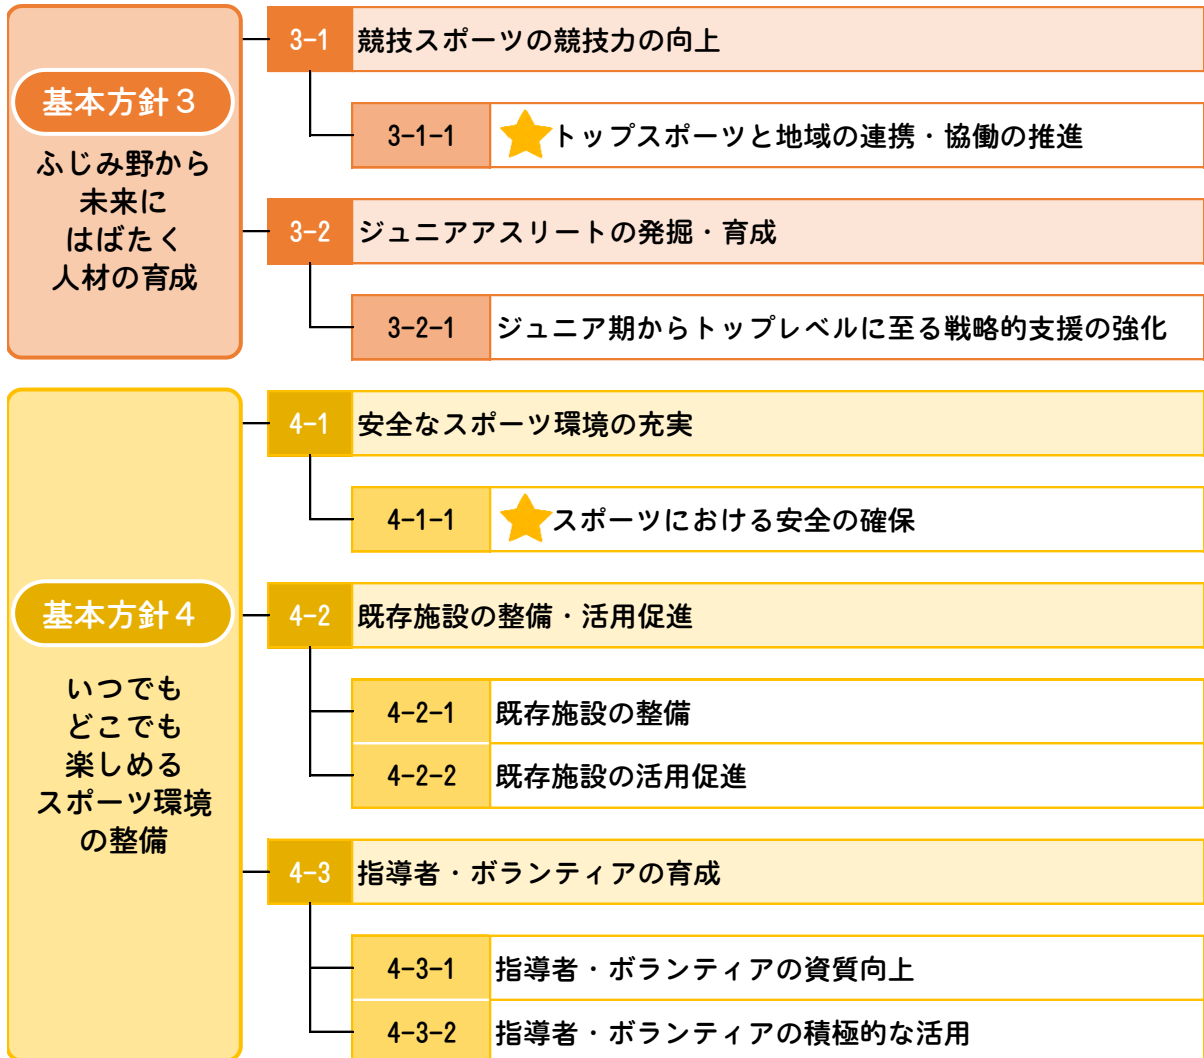 基本方針３
ふじみ野から
未来に
はばたく
人材の育成
3-1 競技スポーツの競技力の向上
3-1-1 トップスポーツと地域の連携・協働の推進
3-2 ジュニアアスリートの発掘・育成
3-2-1 ジュニア期からトップレベルに至る戦略的支援の強化
基本方針４
いつでも
どこでも
楽しめる
スポーツ環境
の整備
4-1 安全なスポーツ環境の充実
4-1-1 スポーツにおける安全の確保
4-2 既存施設の整備・活用促進
4-2-1 既存施設の整備
4-2-2 既存施設の活用促進
4-3 指導者・ボランティアの育成
4-3-1 指導者・ボランティアの資質向上
4-3-2 指導者・ボランティアの積極的な活用